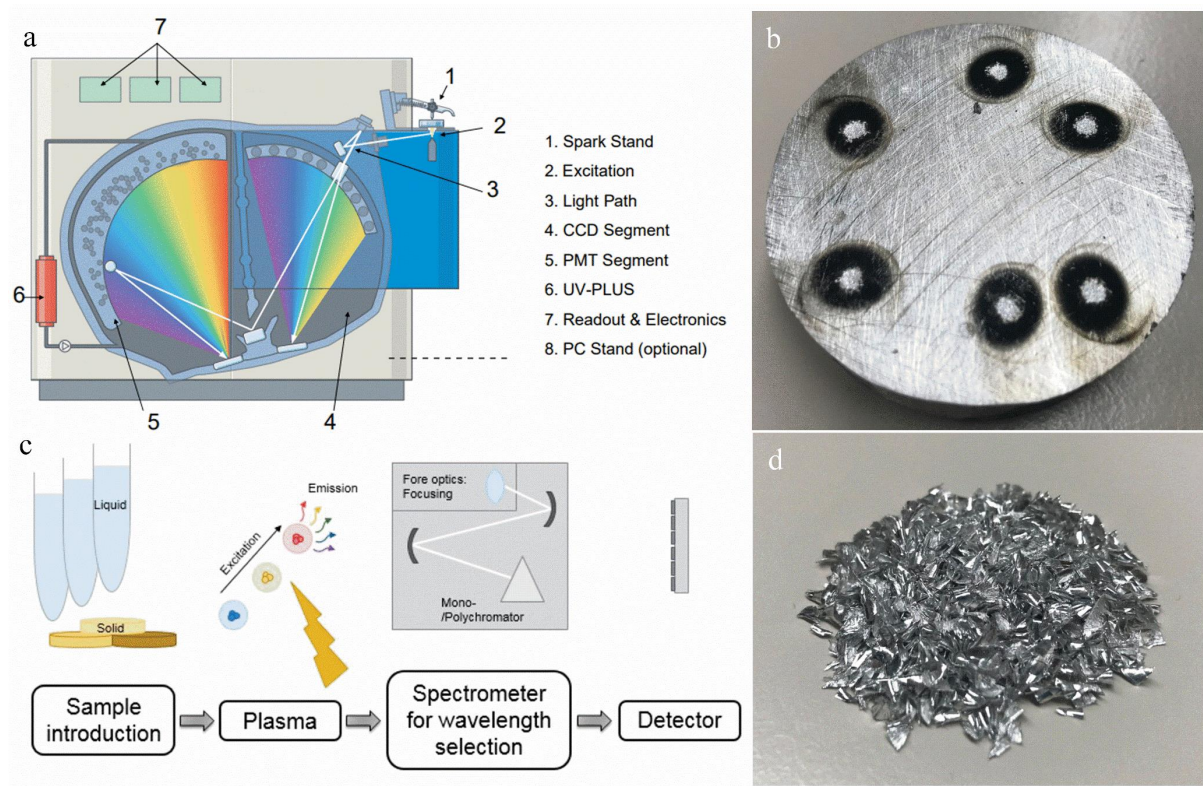 a
7
1
2
3
6
5
4
1. Spark Stand
2. Excitation
3. Light Path
4. CCD Segment
5. PMT Segment
6. UV-PLUS
7. Readout & Electronics
8. PC Stand (optional)
b
c
Liquid
Solid
Excitation
Emission
Fore optics:
Focusing
Mono-
/Polychromator
Sample
introduction
Plasma
Spectrometer
for wavelength
selection
Detector
d